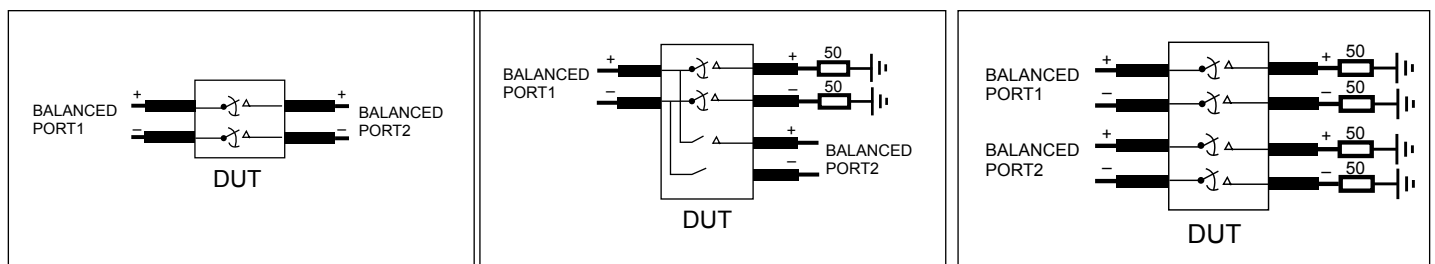 BALANCED
PORT1
+
–
+
–
BALANCED
PORT2
DUT
BALANCED
PORT1
+
–
+
50
–
50
+
–
BALANCED
PORT2
DUT
BALANCED
PORT1
+
–
+
50
–
50
BALANCED
PORT2
+
–
+
50
–
50
DUT